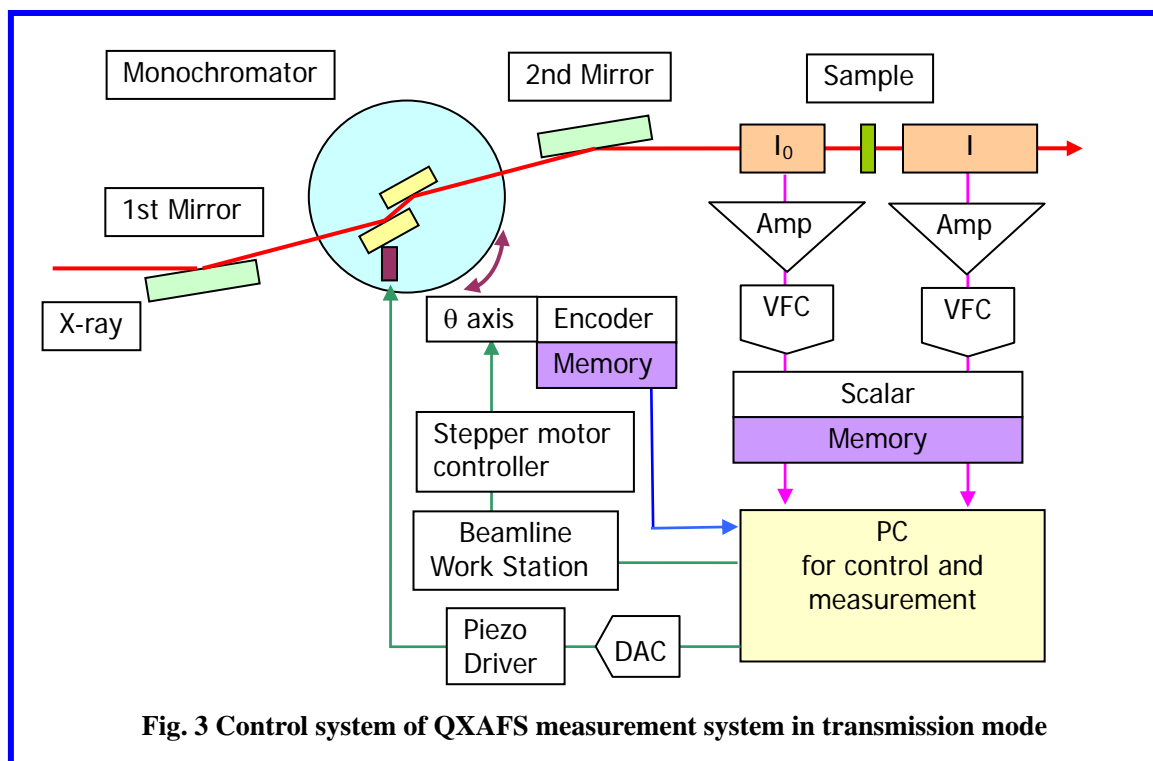 Monochromator
2nd Mirror
Sample
1st Mirror
I₀
I
X-ray
Amp
Amp
θ axis
Encoder
Memory
VFC
VFC
Scalar
Memory
Stepper motor
controller
Beamline
Work Station
PC
for control and
measurement
Piezo
Driver
DAC
Fig. 3 Control system of QXAFS measurement system in transmission mode